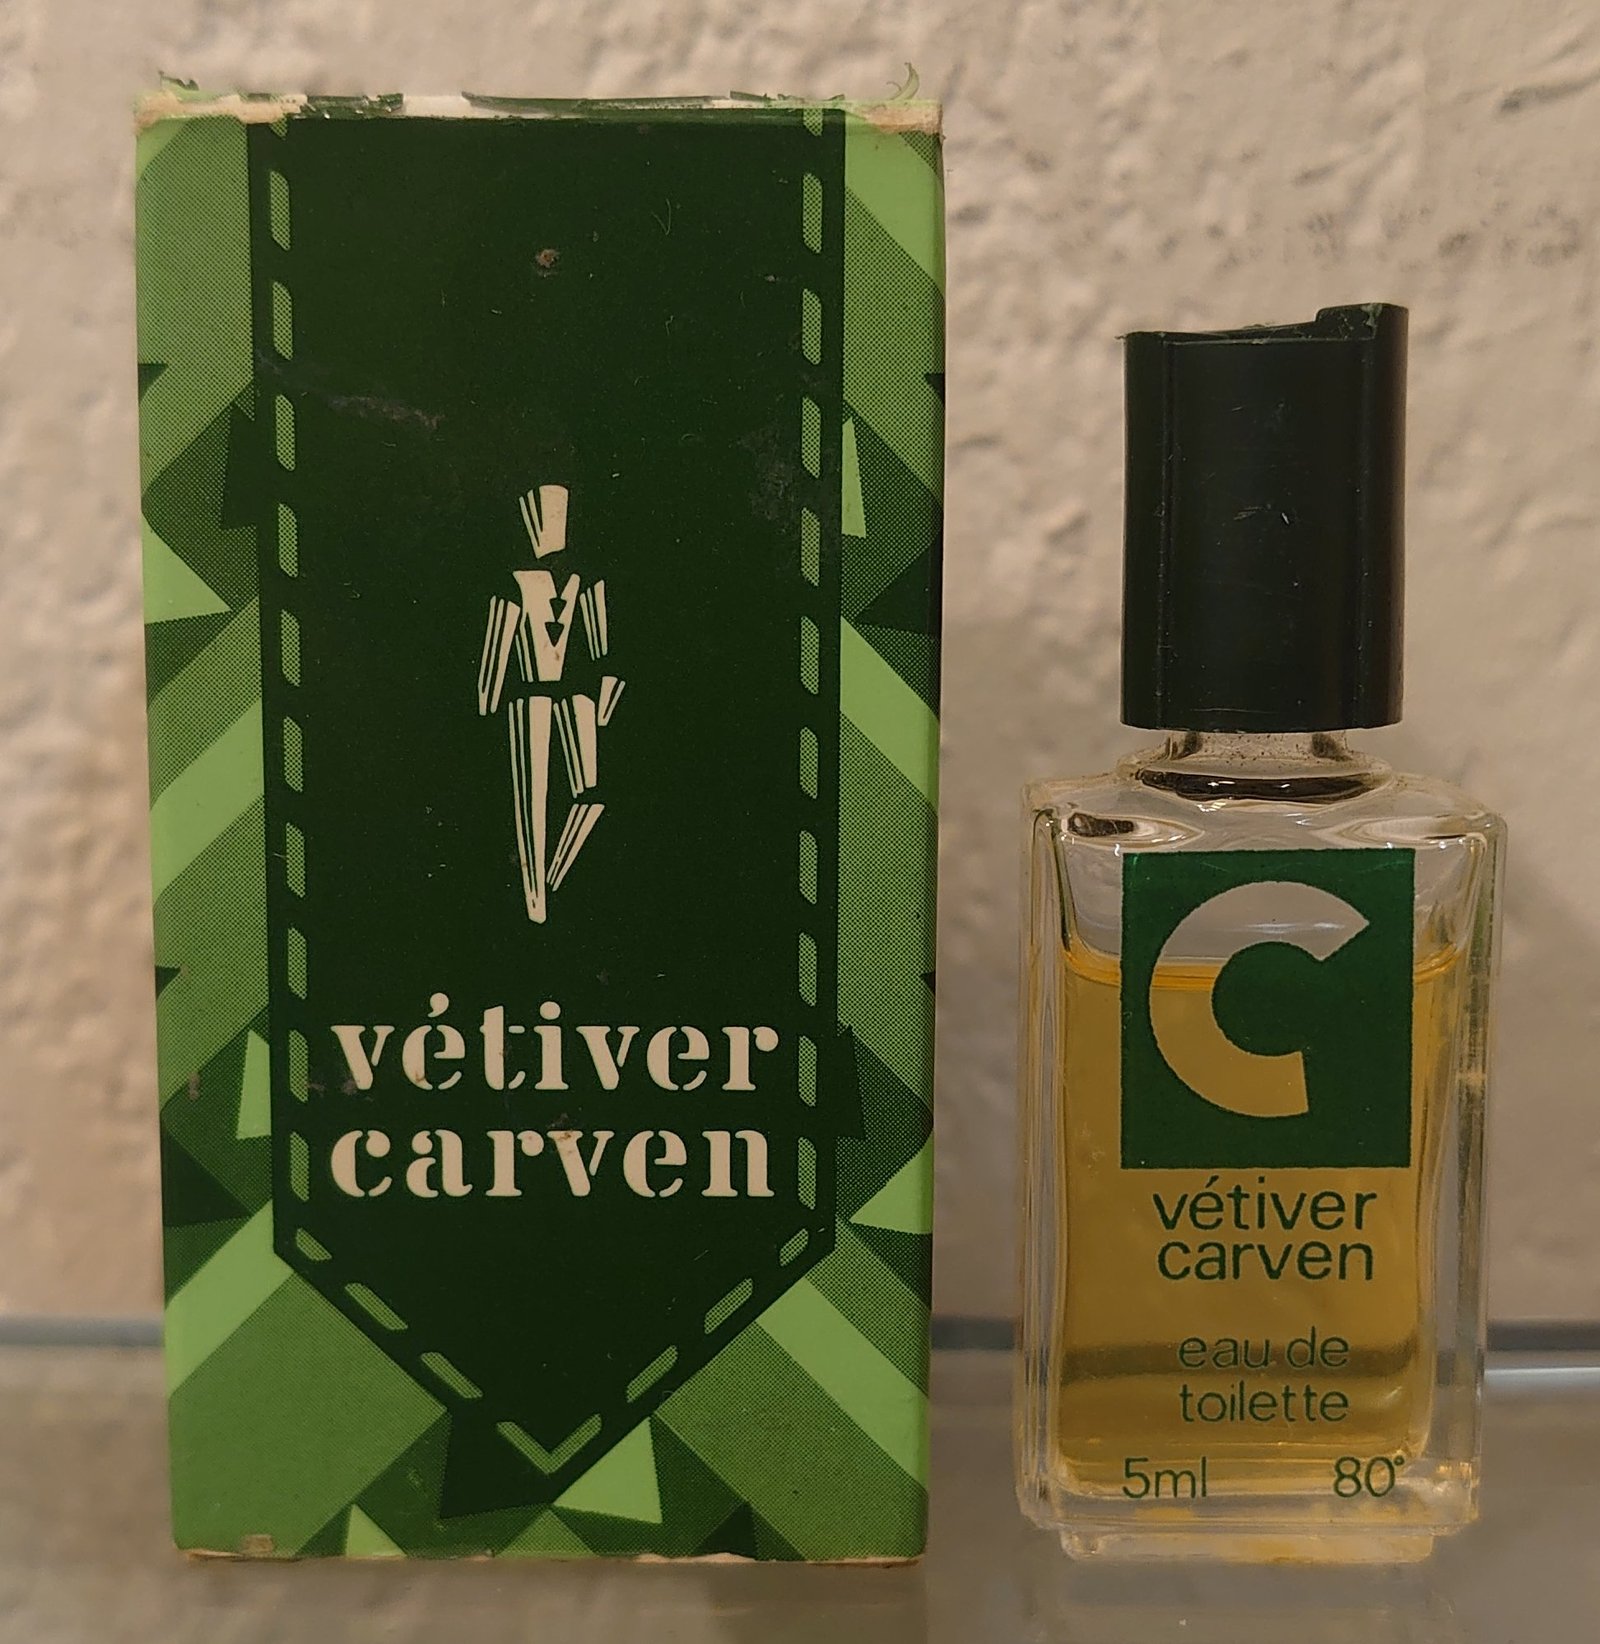 vétiver
carven
C
vétiver
carven
eau de
toilette
5ml 80°